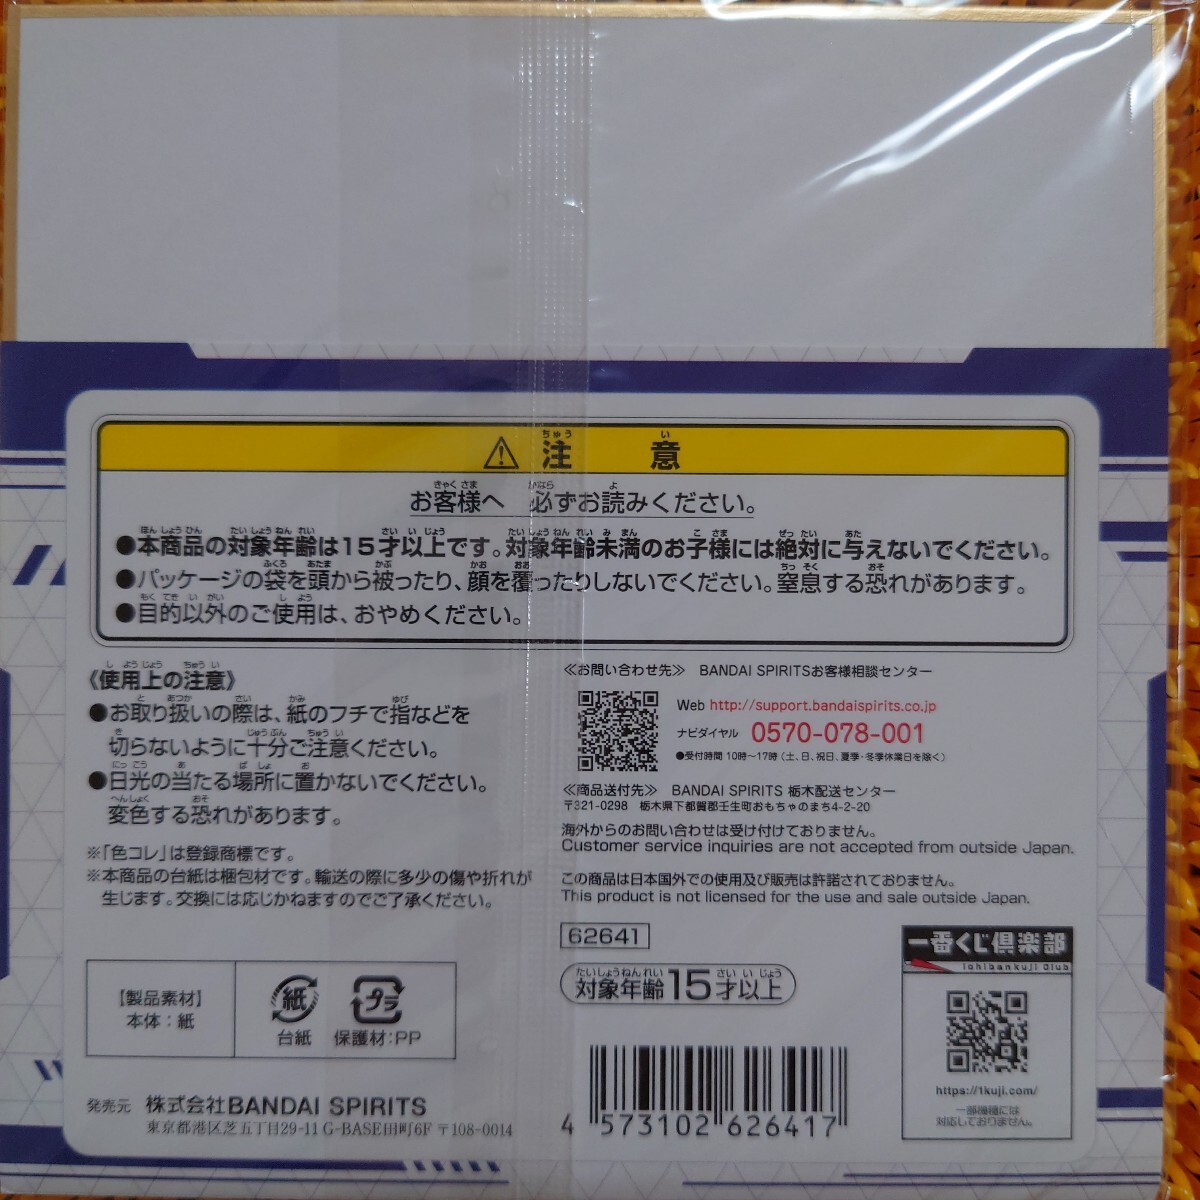 ⚠注意
お客様へ 必ずお読みください。
●本商品の対象年齢は15才以上です。対象年齢未満のお子様には絶対に与えないでください。
●パッケージの袋を頭から被ったり、顔を覆ったりしないでください。窒息する恐れがあります。
●目的以外のご使用は、おやめください。
《使用上の注意》
●お取り扱いの際は、紙のフチで指などを
切らないように十分ご注意ください。
●日光の当たる場所に置かないでください。
変色する恐れがあります。
※「色コレ」は登録商標です。
※本商品の台紙は梱包材です。輸送の際に多少の傷や折れが
生じます。交換には応じかねますのでご了承ください。
【製品素材】
本体：紙
紙
台紙
プラ
保護材：PP
発売元 株式会社BANDAI SPIRITS
東京都港区芝五丁目29-11 G-BASE田町6F 〒108-0014
≪お問い合わせ先≫ BANDAI SPIRITSお客様相談センター
Web http://support.bandaispirits.co.jp
ナビダイヤル 0570-078-001
●受付時間 10時～17時（土、日、祝日、夏季・冬季休業日を除く）
≪商品送付先≫ BANDAI SPIRITS 栃木配送センター
〒321-0298 栃木県下都賀郡壬生町おもちゃのまち4-2-20
海外からのお問い合わせは受け付けておりません。
Customer service inquiries are not accepted from outside Japan.
この商品は日本国外での使用及び販売は許諾されておりません。
This product is not licensed for the use and sale outside Japan.
62641
対象年齢15才以上
4 573102 626417
一番くじ倶楽部
Ichibankuji Club
https://1kuji.com/
一部機種には
対応しておりません。